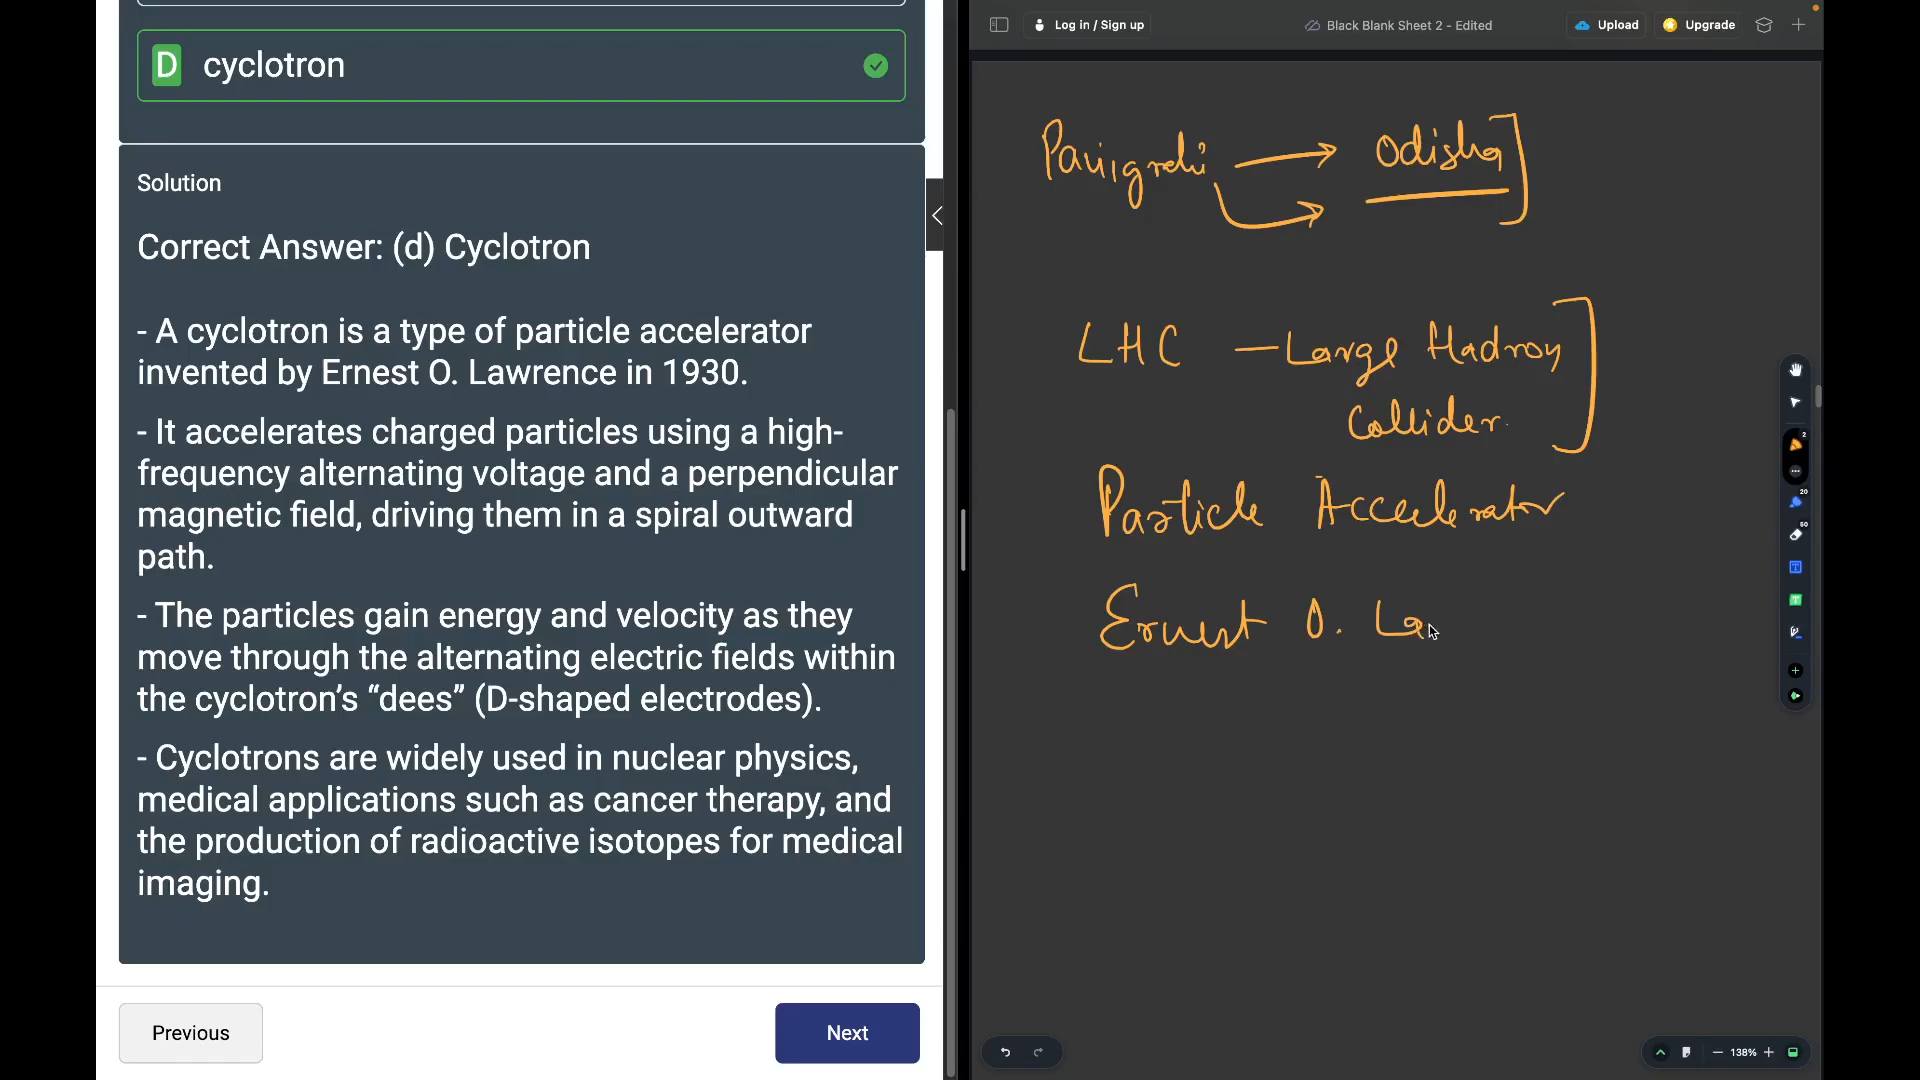 D cyclotron
Solution
Correct Answer: (d) Cyclotron
- A cyclotron is a type of particle accelerator
invented by Ernest O. Lawrence in 1930.
- It accelerates charged particles using a high-
frequency alternating voltage and a perpendicular
magnetic field, driving them in a spiral outward
path.
- The particles gain energy and velocity as they
move through the alternating electric fields within
the cyclotron’s “dees” (D-shaped electrodes).
- Cyclotrons are widely used in nuclear physics,
medical applications such as cancer therapy, and
the production of radioactive isotopes for medical
imaging.
Previous
Next
Log in / Sign up
Black Blank Sheet 2 - Edited
Upload
Upgrade
Odisha
LHC — Large Hadron
Collider.
Particle Accelerator
Ernest O. La
2
20
50
138%